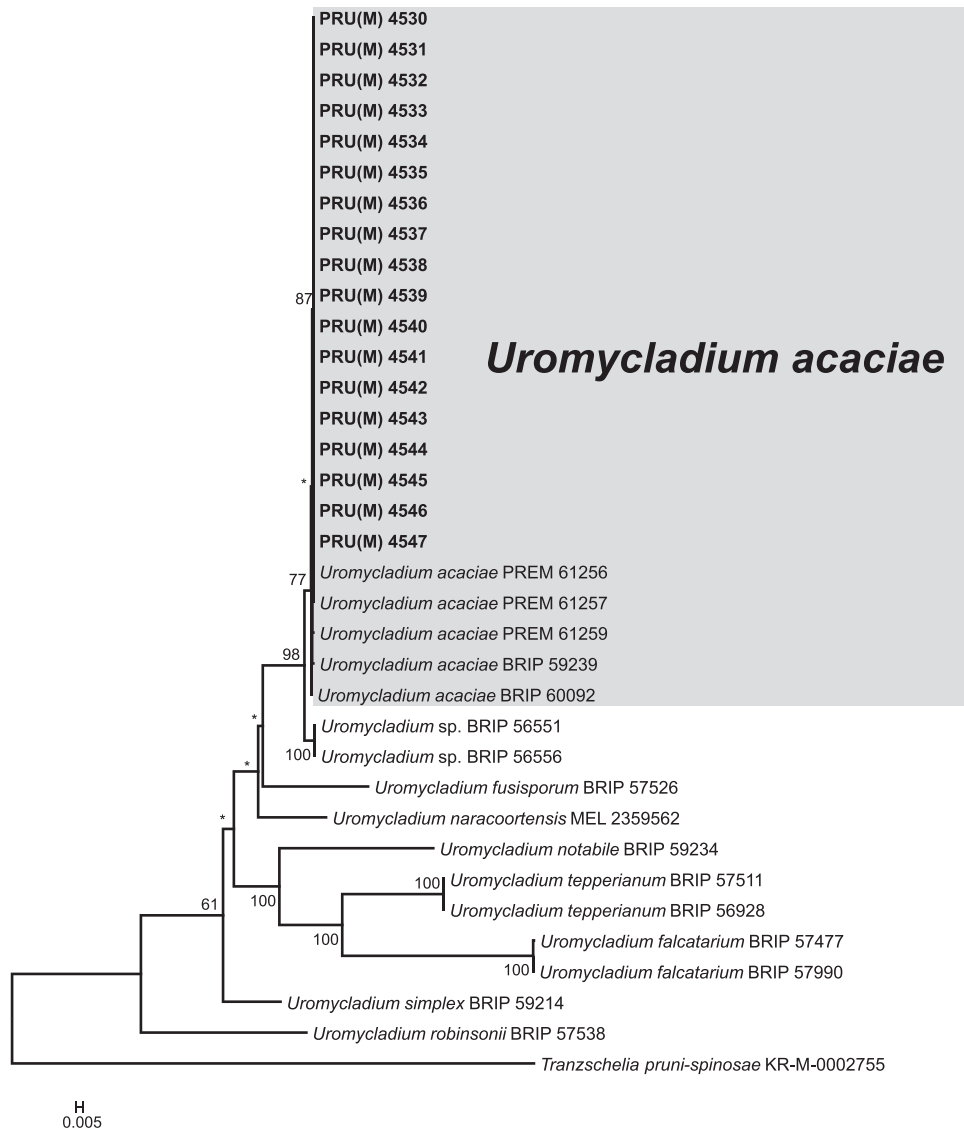 PRU(M) 4530
PRU(M) 4531
PRU(M) 4532
PRU(M) 4533
PRU(M) 4534
PRU(M) 4535
PRU(M) 4536
PRU(M) 4537
PRU(M) 4538
87
PRU(M) 4539
PRU(M) 4540
PRU(M) 4541
Uromycladium acaciae
PRU(M) 4542
PRU(M) 4543
PRU(M) 4544
*
PRU(M) 4545
PRU(M) 4546
PRU(M) 4547
77
Uromycladium acaciae PREM 61256
Uromycladium acaciae PREM 61257
Uromycladium acaciae PREM 61259
98
Uromycladium acaciae BRIP 59239
Uromycladium acaciae BRIP 60092
*
Uromycladium sp. BRIP 56551
100
Uromycladium sp. BRIP 56556
*
Uromycladium fusisporum BRIP 57526
*
Uromycladium naracoortensis MEL 2359562
Uromycladium notabile BRIP 59234
100
100
Uromycladium tepperianum BRIP 57511
61
Uromycladium tepperianum BRIP 56928
100
Uromycladium falcatarium BRIP 57477
100
Uromycladium falcatarium BRIP 57990
Uromycladium simplex BRIP 59214
Uromycladium robinsonii BRIP 57538
Tranzschelia pruni-spinosae KR-M-0002755
0.005